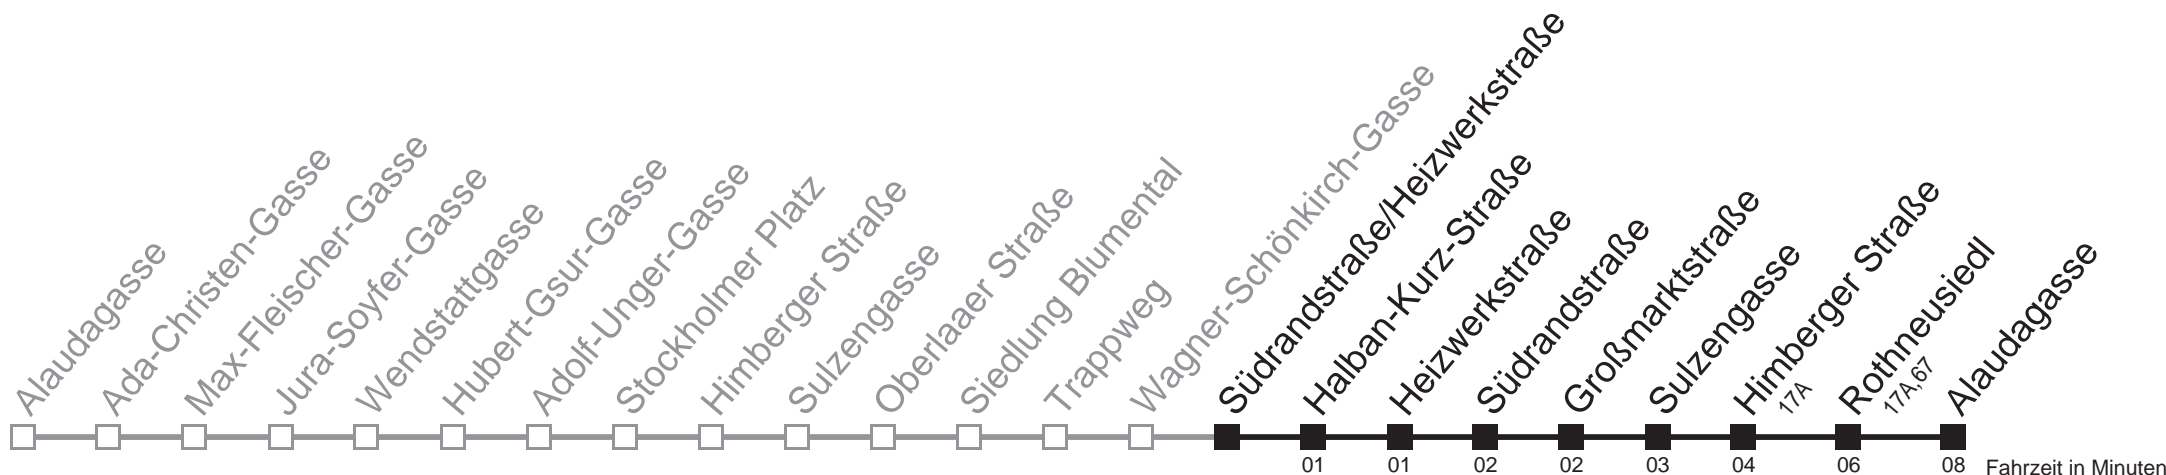 Alaudagasse
Ada-Christen-Gasse
Max-Fleischer-Gasse
Jura-Soyfer-Gasse
Wendstattgasse
Hubert-Gsur-Gasse
Adolf-Unger-Gasse
Stockholmer Platz
Himberger Straße
Sulzengasse
Oberlaaer Straße
Siedlung Blumental
Trappweg
Wagner-Schönkirch-Gasse
Südrandstraße/Heizwerkstraße
Halban-Kurz-Straße
Heizwerkstraße
Südrandstraße
Großmarktstraße
Sulzengasse
Himberger Straße
17A
Rothneusiedl
17A,67
Alaudagasse
01 01 02 02 03 04 06 08 Fahrzeit in Minuten